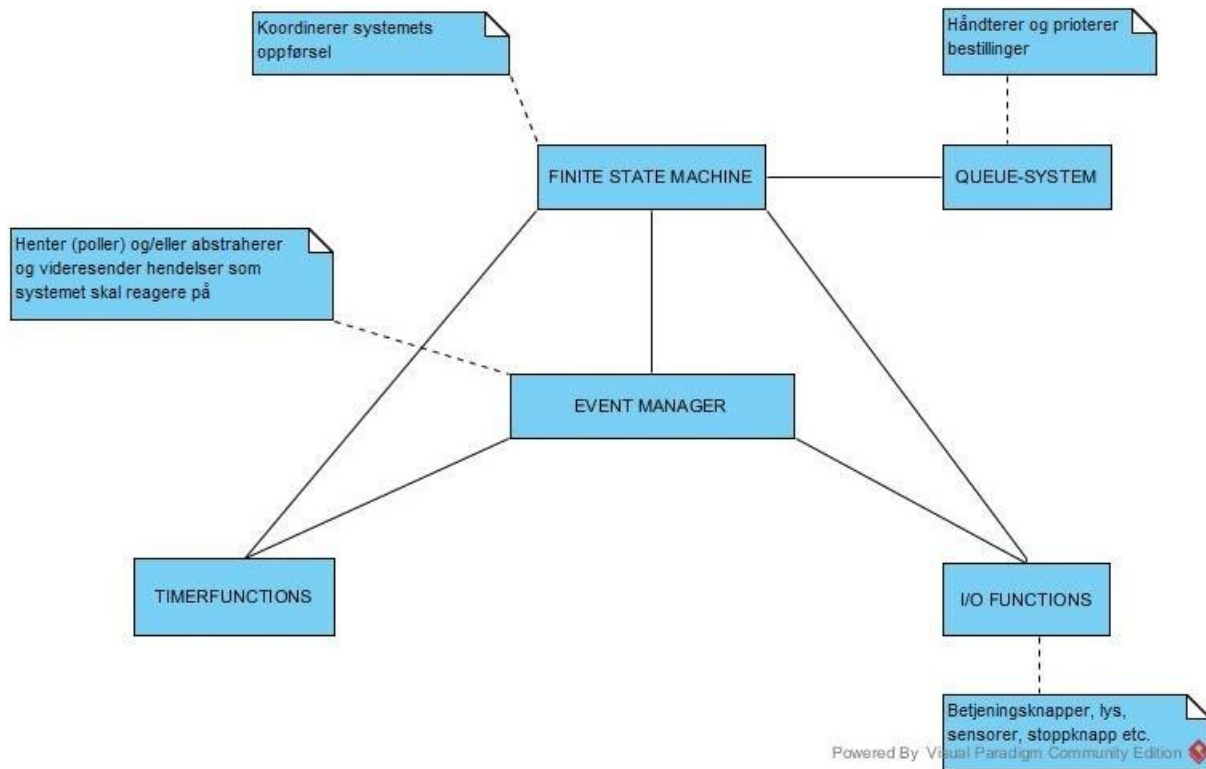 Koordinerer systemets
oppførsel
Håndterer og prioterer
bestillinger
FINITE STATE MACHINE
QUEUE-SYSTEM
Henter (poller) og/eller abstraherer
og videresender hendelser som
systemet skal reagere på
EVENT MANAGER
TIMERFUNCTIONS
I/O FUNCTIONS
Betjeningsknapper, lys,
sensorer, stoppknapp etc.
Powered By Visual Paradigm Community Edition